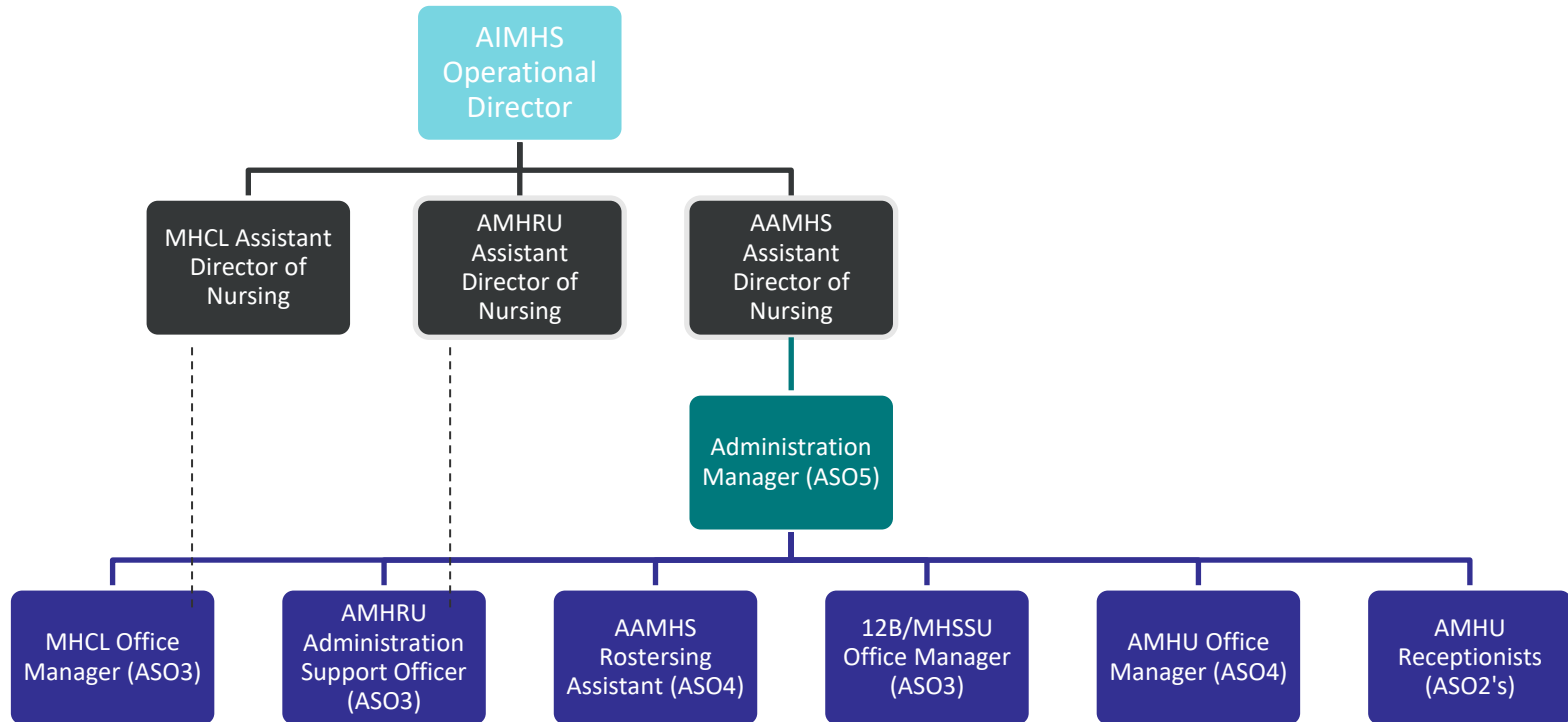 AIMHS
Operational
Director
MHCL Assistant
Director of
Nursing
AMHRU
Assistant
Director of
Nursing
AAMHS
Assistant
Director of
Nursing
Administration
Manager (ASO5)
MHCL Office
Manager (ASO3)
AMHRU
Administration
Support Officer
(ASO3)
AAMHS
Rostersing
Assistant (ASO4)
12B/MHSSU
Office Manager
(ASO3)
AMHU Office
Manager (ASO4)
AMHU
Receptionists
(ASO2's)